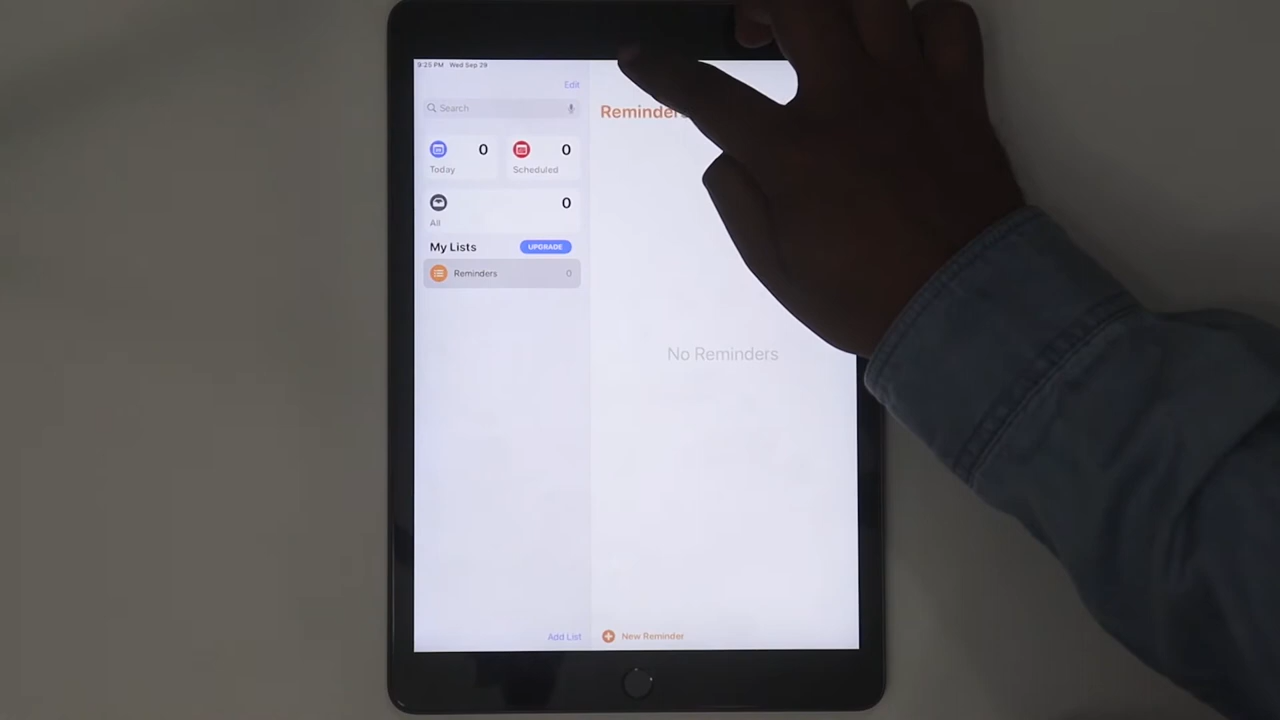 9:25 PM Wed Sep 29
Edit
Search
0
Today
0
Scheduled
0
All
My Lists
UPGRADE
Reminders
0
Add List
Reminders
No Reminders
New Reminder